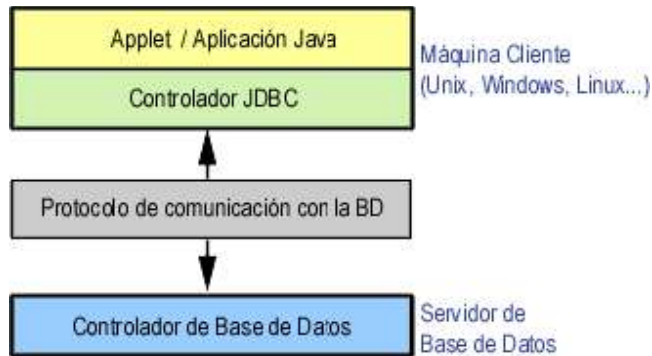 Applet / Aplicación Java
Controlador JDBC
Máquina Cliente
(Unix, Windows, Linux...)
Protocolo de comunicación con la BD
Controlador de Base de Datos
Servidor de
Base de Datos